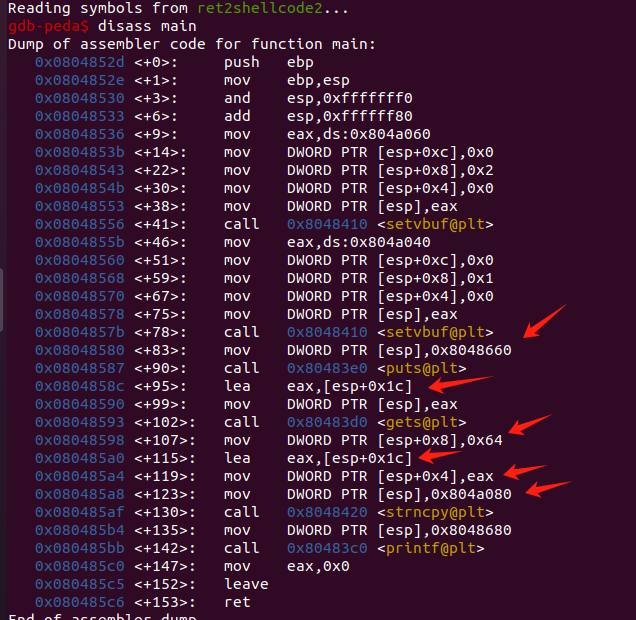 Reading symbols from ret2shellcode2...
gdb-peda$ disass main
Dump of assembler code for function main:
0x0804852d <+0>: push ebp
0x0804852e <+1>: mov ebp,esp
0x08048530 <+3>: and esp,0xfffffff0
0x08048533 <+6>: add esp,0xffffff80
0x08048536 <+9>: mov eax,ds:0x804a060
0x0804853b <+14>: mov DWORD PTR [esp+0xc],0x0
0x08048543 <+22>: mov DWORD PTR [esp+0x8],0x2
0x0804854b <+30>: mov DWORD PTR [esp+0x4],0x0
0x08048553 <+38>: mov DWORD PTR [esp],eax
0x08048556 <+41>: call 0x8048410 <setvbuf@plt>
0x0804855b <+46>: mov eax,ds:0x804a040
0x08048560 <+51>: mov DWORD PTR [esp+0xc],0x0
0x08048568 <+59>: mov DWORD PTR [esp+0x8],0x1
0x08048570 <+67>: mov DWORD PTR [esp+0x4],0x0
0x08048578 <+75>: mov DWORD PTR [esp],eax
0x0804857b <+78>: call 0x8048410 <setvbuf@plt>
0x08048580 <+83>: mov DWORD PTR [esp],0x8048660
0x08048587 <+90>: call 0x80483e0 <puts@plt>
0x0804858c <+95>: lea eax,[esp+0x1c]
0x08048590 <+99>: mov DWORD PTR [esp],eax
0x08048593 <+102>: call 0x80483d0 <gets@plt>
0x08048598 <+107>: mov DWORD PTR [esp+0x8],0x64
0x080485a0 <+115>: lea eax,[esp+0x1c]
0x080485a4 <+119>: mov DWORD PTR [esp+0x4],eax
0x080485a8 <+123>: mov DWORD PTR [esp],0x804a080
0x080485af <+130>: call 0x8048420 <strncpy@plt>
0x080485b4 <+135>: mov DWORD PTR [esp],0x8048680
0x080485bb <+142>: call 0x80483c0 <printf@plt>
0x080485c0 <+147>: mov eax,0x0
0x080485c5 <+152>: leave
0x080485c6 <+153>: ret
End of assembler dump